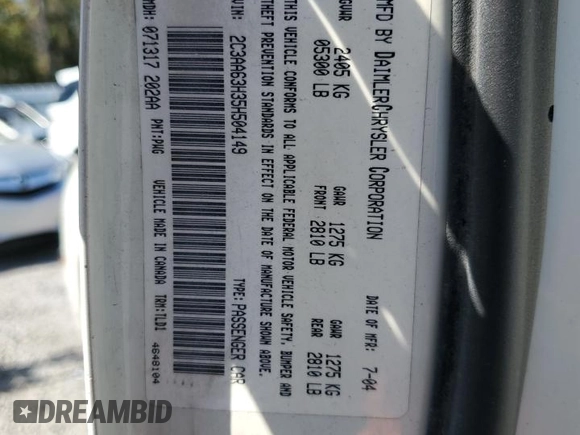 MFD BY DAIMLERCHRYSLER CORPORATION DATE OF MFR: 7-04
GVWR 2405 KG GAWR 1275 KG GAWR 1275 KG
05300 LB FRONT 2810 LB REAR 2810 LB
THIS VEHICLE CONFORMS TO ALL APPLICABLE FEDERAL MOTOR VEHICLE SAFETY, BUMPER AND
THEFT PREVENTION STANDARDS IN EFFECT ON THE DATE OF MANUFACTURE SHOWN ABOVE.
VIN: 2C3AA63H35H504149 TYPE: PASSENGER CAR
MDH: 071317 202AA PNT: PW6 VEHICLE MADE IN CANADA TRM: TLD1
4648104
DREAMBID